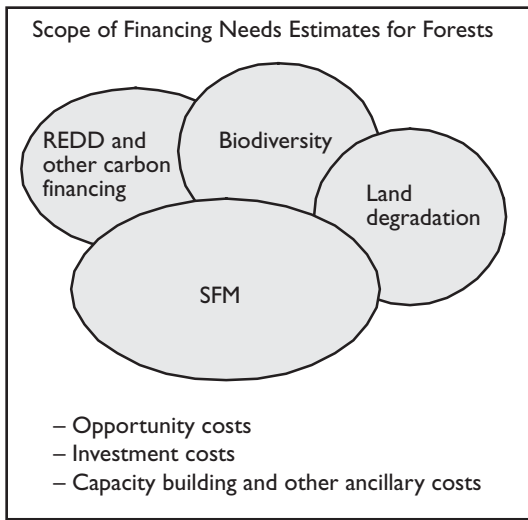 Scope of Financing Needs Estimates for Forests
REDD and
other carbon
financing
Biodiversity
Land
degradation
SFM
– Opportunity costs
– Investment costs
– Capacity building and other ancillary costs